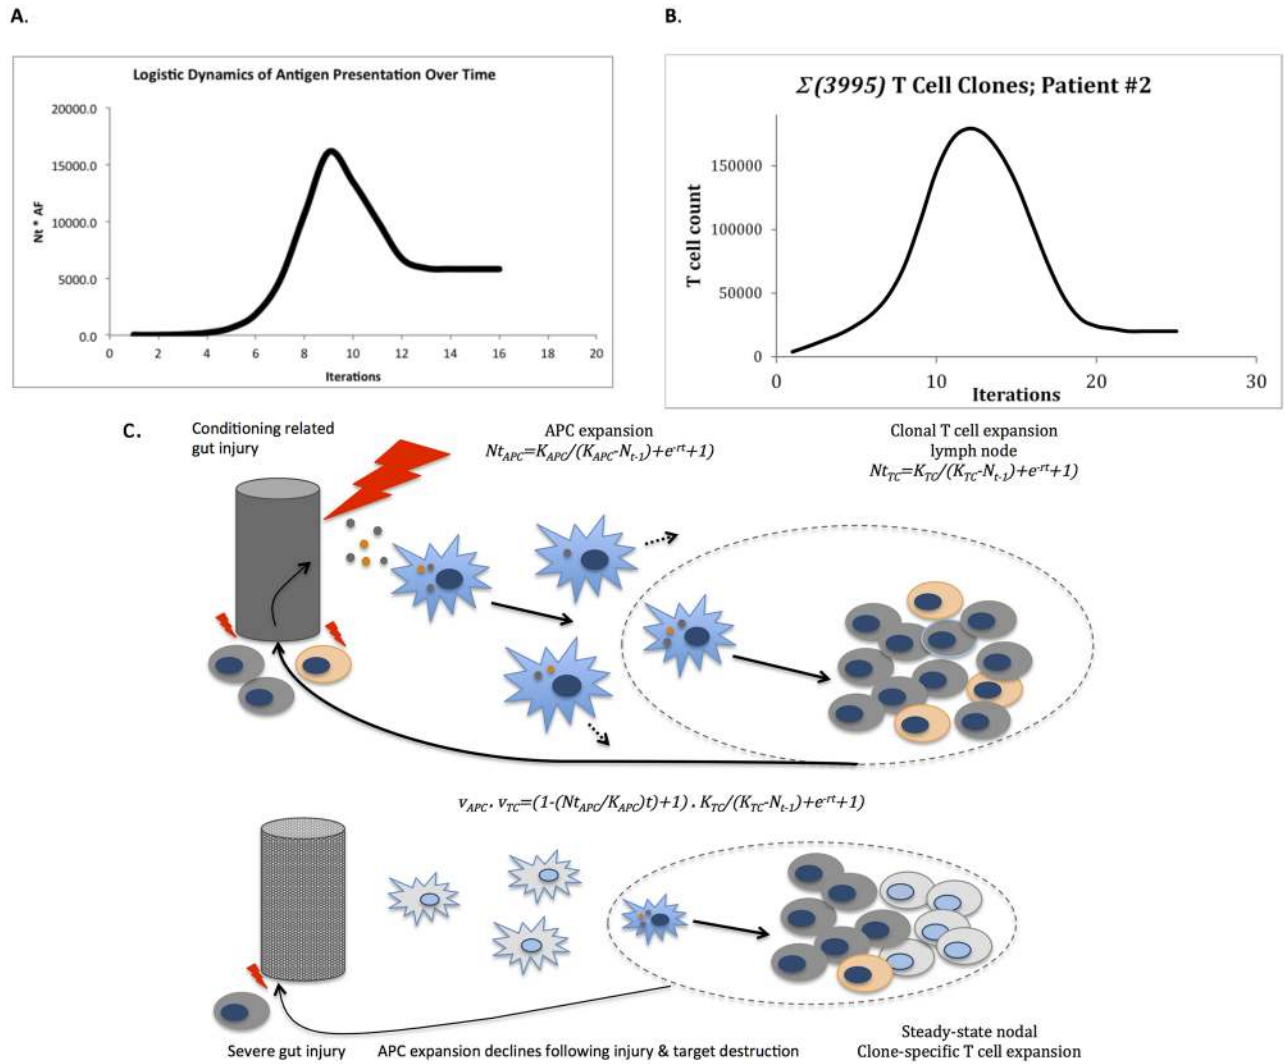 A.
B.
Logistic Dynamics of Antigen Presentation Over Time
20000.0
15000.0
10000.0
5000.0
0.0
Nt * AF
0 2 4 6 8 10 12 14 16 18 20
Iterations
Σ(3995) T Cell Clones; Patient #2
150000
100000
50000
0
T cell count
0 10 20 30
Iterations
C.
Conditioning related
gut injury
APC expansion
Nt_APC=K_APC/(K_APC-N_t-1)+e^-rt+1)
Clonal T cell expansion
lymph node
Nt_TC=K_TC/(K_TC-N_t-1)+e^-rt+1)
v_APC . v_TC=(1-(Nt_APC/K_APC)t)+1) . K_TC/(K_TC-N_t-1)+e^-rt+1)
Severe gut injury
APC expansion declines following injury & target destruction
Steady-state nodal
Clone-specific T cell expansion